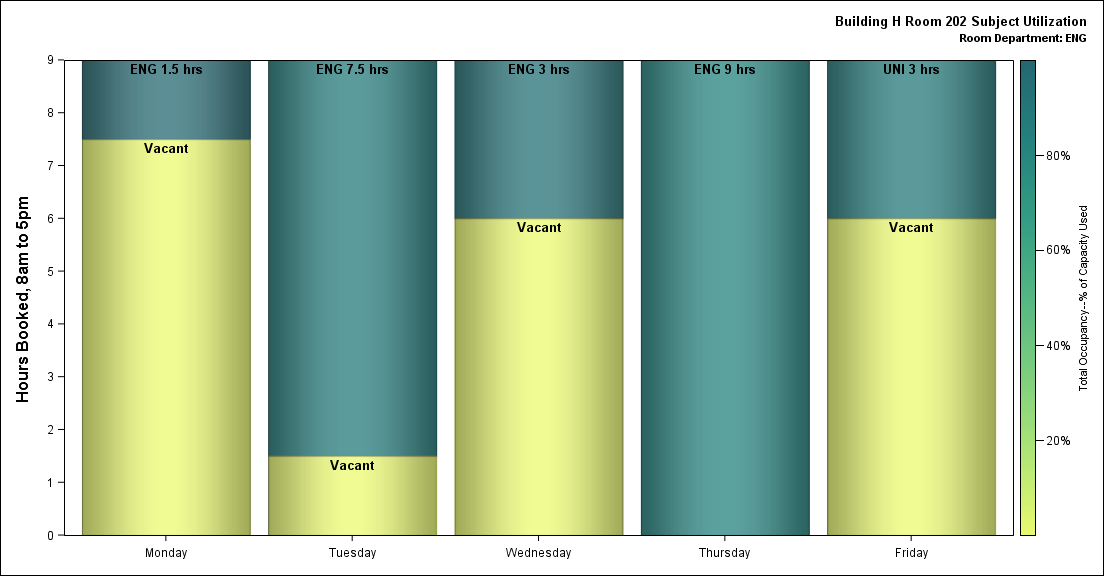 Building H Room 202 Subject Utilization
Room Department: ENG
Hours Booked, 8am to 5pm
9
8
7
6
5
4
3
2
1
0
ENG 1.5 hrs
Vacant
ENG 7.5 hrs
Vacant
ENG 3 hrs
Vacant
ENG 9 hrs
UNI 3 hrs
Vacant
Monday
Tuesday
Wednesday
Thursday
Friday
80%
60%
40%
20%
Total Occupancy--% of Capacity Used